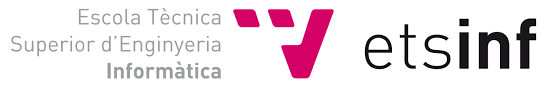 Escola Tècnica
Superior d'Enginyeria
Informàtica
etsinf